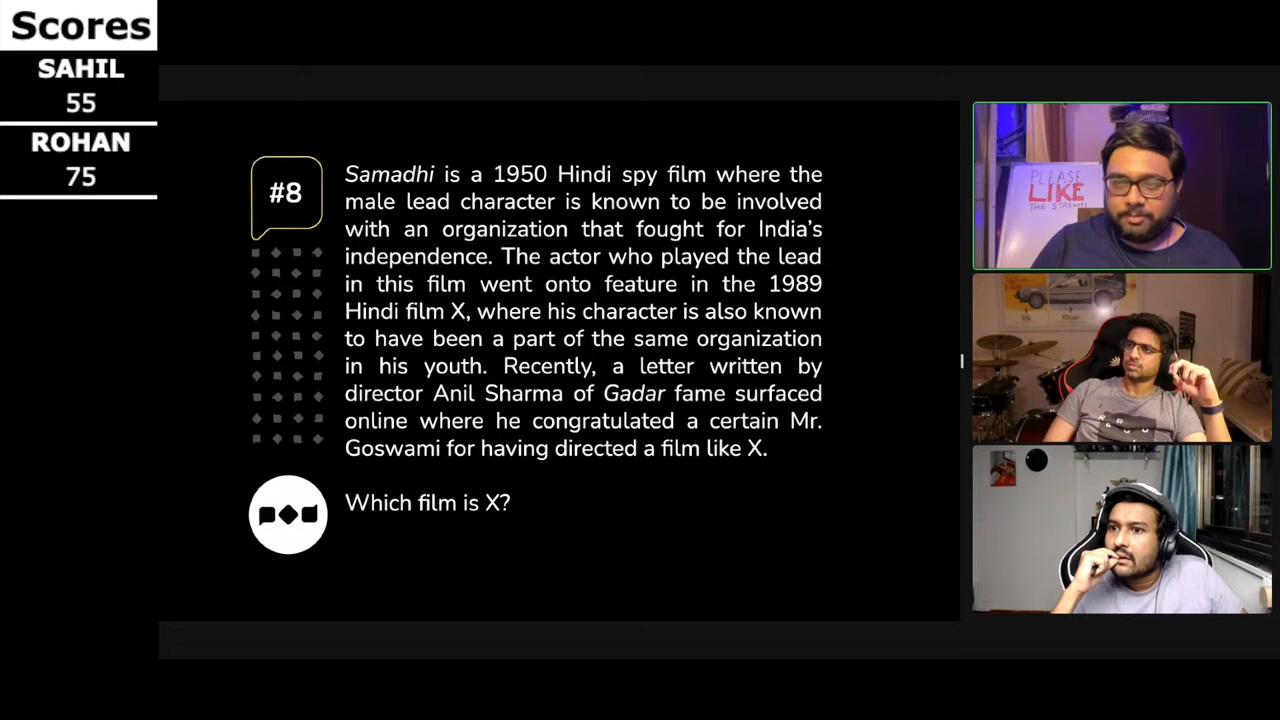 Scores
SAHIL
55
ROHAN
75
#8
Samadhi is a 1950 Hindi spy film where the
male lead character is known to be involved
with an organization that fought for India's
independence. The actor who played the lead
in this film went onto feature in the 1989
Hindi film X, where his character is also known
to have been a part of the same organization
in his youth. Recently, a letter written by
director Anil Sharma of Gadar fame surfaced
online where he congratulated a certain Mr.
Goswami for having directed a film like X.
Which film is X?
pod
PLEASE
LIKE
THE STREAM!